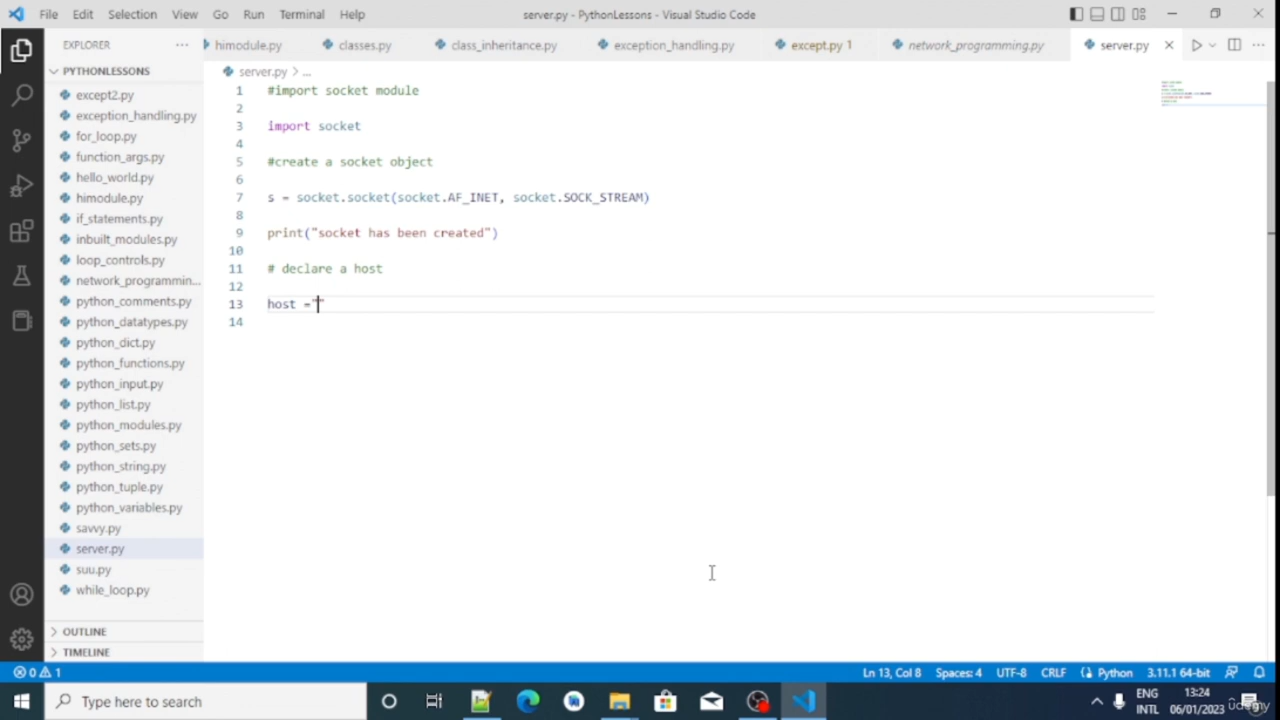 File Edit Selection View Go Run Terminal Help server.py - PythonLessons - Visual Studio Code
EXPLORER ... himodule.py classes.py class_inheritance.py exception_handling.py except.py 1 network_programming.py server.py
PYTHONLESSONS
server.py > ...
except2.py
exception_handling.py
for_loop.py
function_args.py
hello_world.py
himodule.py
if_statements.py
inbuilt_modules.py
loop_controls.py
network_programmin...
python_comments.py
python_datatypes.py
python_dict.py
python_functions.py
python_input.py
python_list.py
python_modules.py
python_sets.py
python_string.py
python_tuple.py
python_variables.py
savvy.py
server.py
suu.py
while_loop.py
OUTLINE
TIMELINE
1 #import socket module
2
3 import socket
4
5 #create a socket object
6
7 s = socket.socket(socket.AF_INET, socket.SOCK_STREAM)
8
9 print("socket has been created")
10
11 # declare a host
12
13 host =""
14
0 1 Ln 13, Col 8 Spaces: 4 UTF-8 CRLF Python 3.11.1 64-bit
Type here to search
ENG
INTL
13:24
06/01/2023
udemy